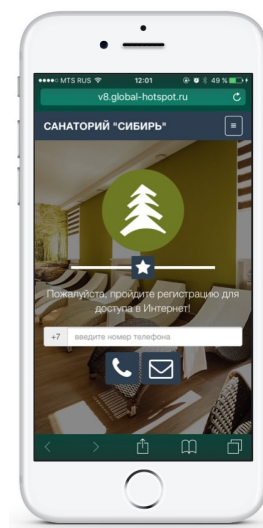 MTS RUS 12:01 49 %
v8.global-hotspot.ru
САНАТОРИЙ "СИБИРЬ"
Пожалуйста, пройдите регистрацию для
доступа в Интернет!
+7 введите номер телефона